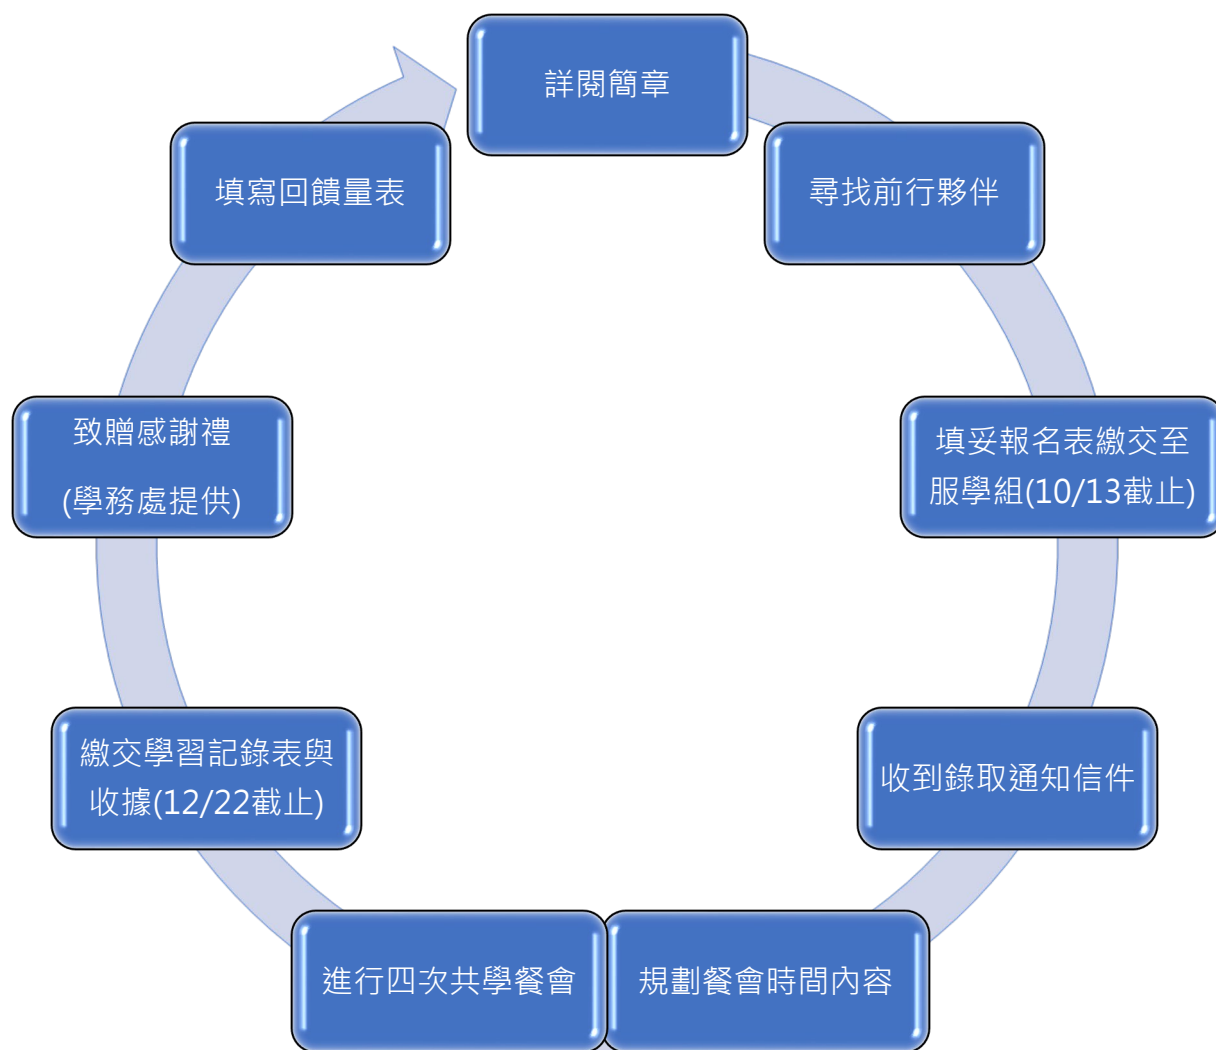 詳閱簡章
尋找前行夥伴
填妥報名表繳交至
服學組(10/13截止)
收到錄取通知信件
規劃餐會時間內容
進行四次共學餐會
繳交學習記錄表與
收據(12/22截止)
致贈感謝禮
(學務處提供)
填寫回饋量表